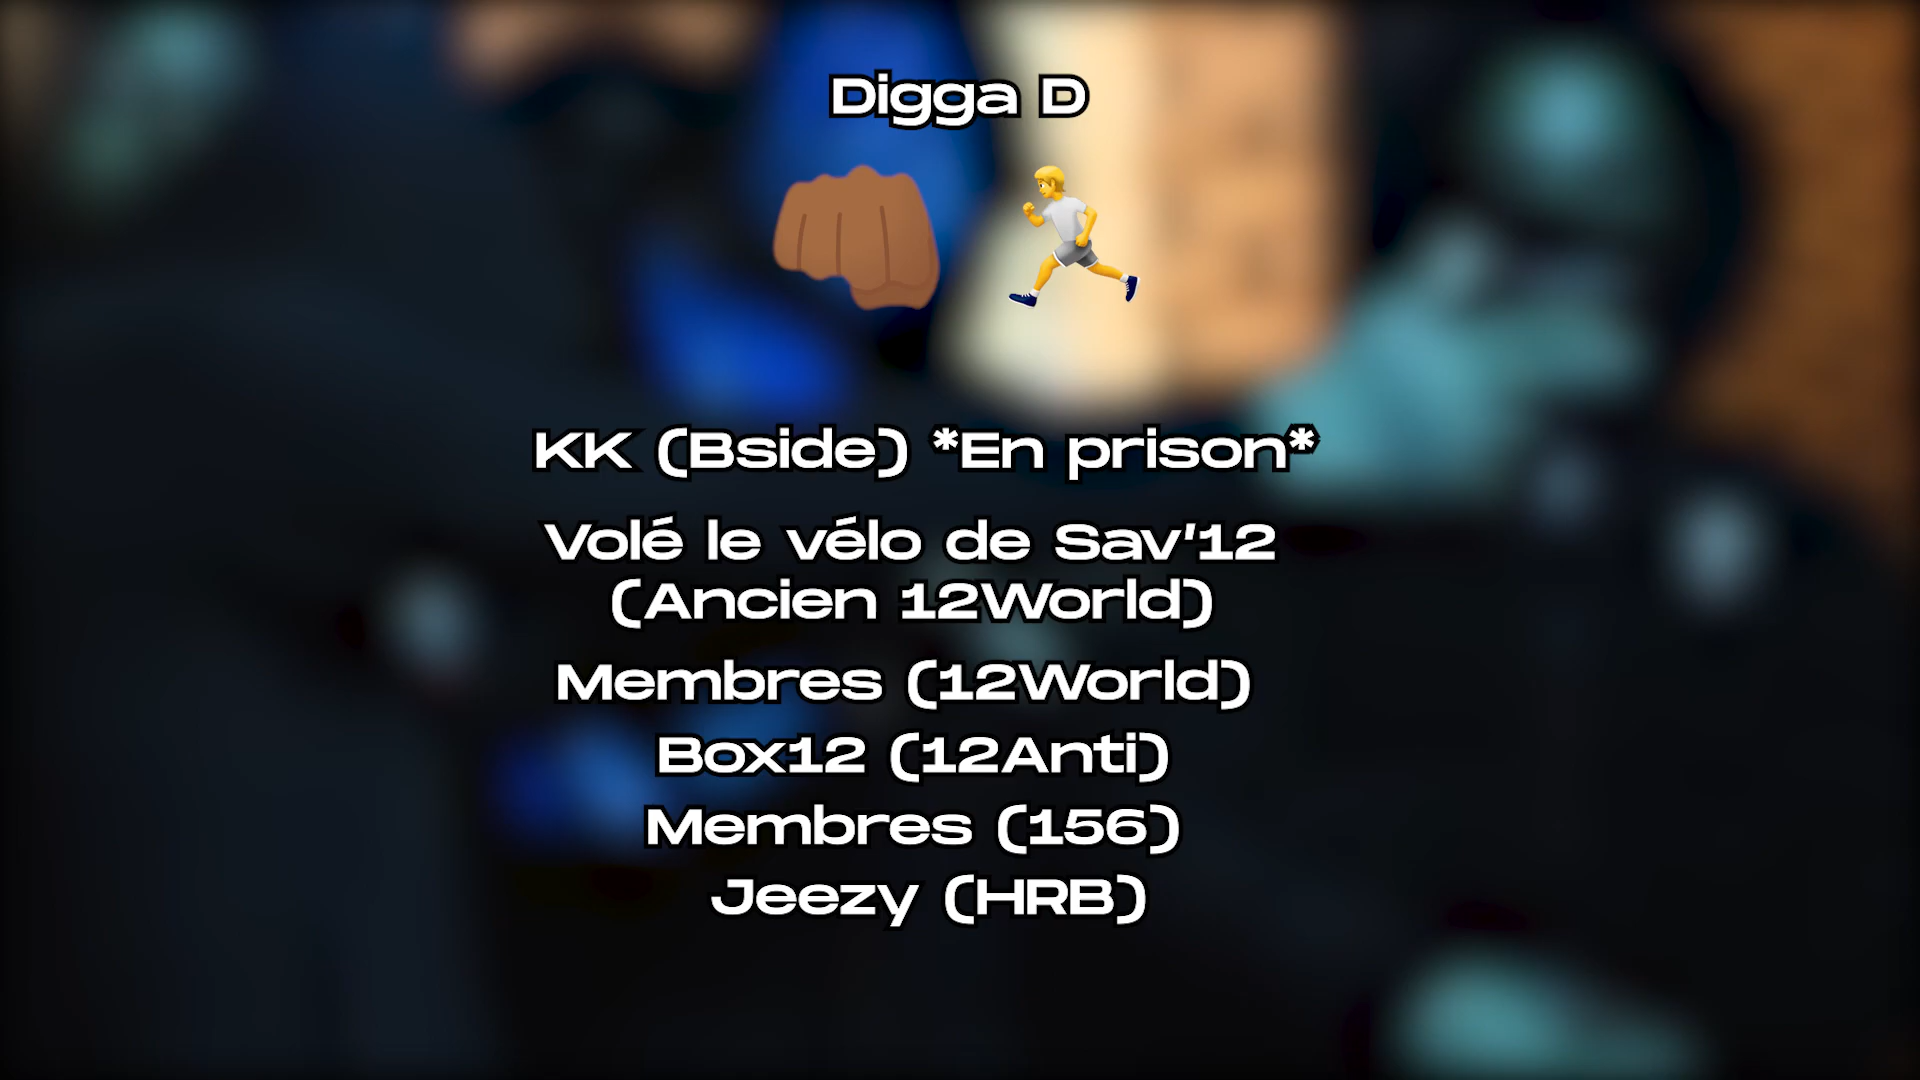 Digga D
KK (Bside) *En prison*
Volé le vélo de Sav'12
(Ancien 12World)
Membres (12World)
Box12 (12Anti)
Membres (156)
Jeezy (HRB)